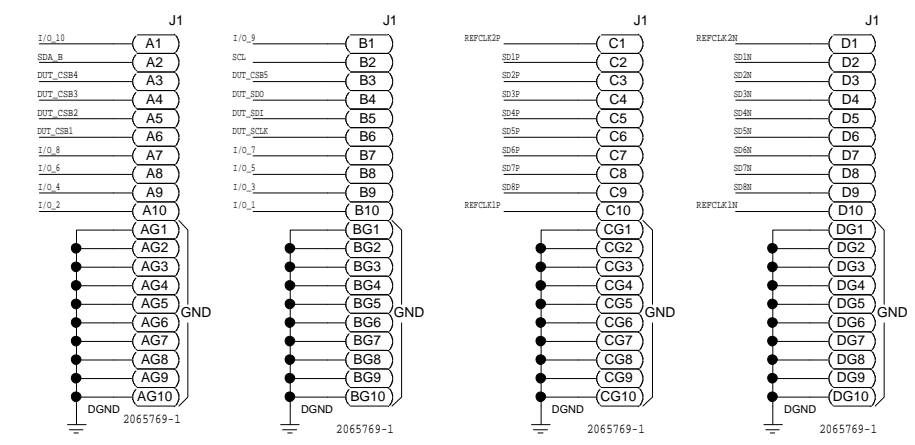 J1 J1 J1 J1
I/O_10 A1 I/O_9 B1 REFCLK2P C1 REFCLK2N D1
SDA_B A2 SCL B2 SD1P C2 SD1N D2
DUT_CSB4 A3 DUT_CSB5 B3 SD2P C3 SD2N D3
DUT_CSB3 A4 DUT_SDO B4 SD3P C4 SD3N D4
DUT_CSB2 A5 DUT_SDI B5 SD4P C5 SD4N D5
DUT_CSB1 A6 DUT_SCLK B6 SD5P C6 SD5N D6
I/O_8 A7 I/O_7 B7 SD6P C7 SD6N D7
I/O_6 A8 I/O_5 B8 SD7P C8 SD7N D8
I/O_4 A9 I/O_3 B9 SD8P C9 SD8N D9
I/O_2 A10 I/O_1 B10 REFCLK1P C10 REFCLK1N D10
AG1 BG1 CG1 DG1
AG2 BG2 CG2 DG2
AG3 BG3 CG3 DG3
AG4 BG4 CG4 DG4
AG5 BG5 CG5 DG5
GND GND GND GND
AG6 BG6 CG6 DG6
AG7 BG7 CG7 DG7
AG8 BG8 CG8 DG8
AG9 BG9 CG9 DG9
AG10 BG10 CG10 DG10
DGND DGND DGND DGND
2065769-1 2065769-1 2065769-1 2065769-1